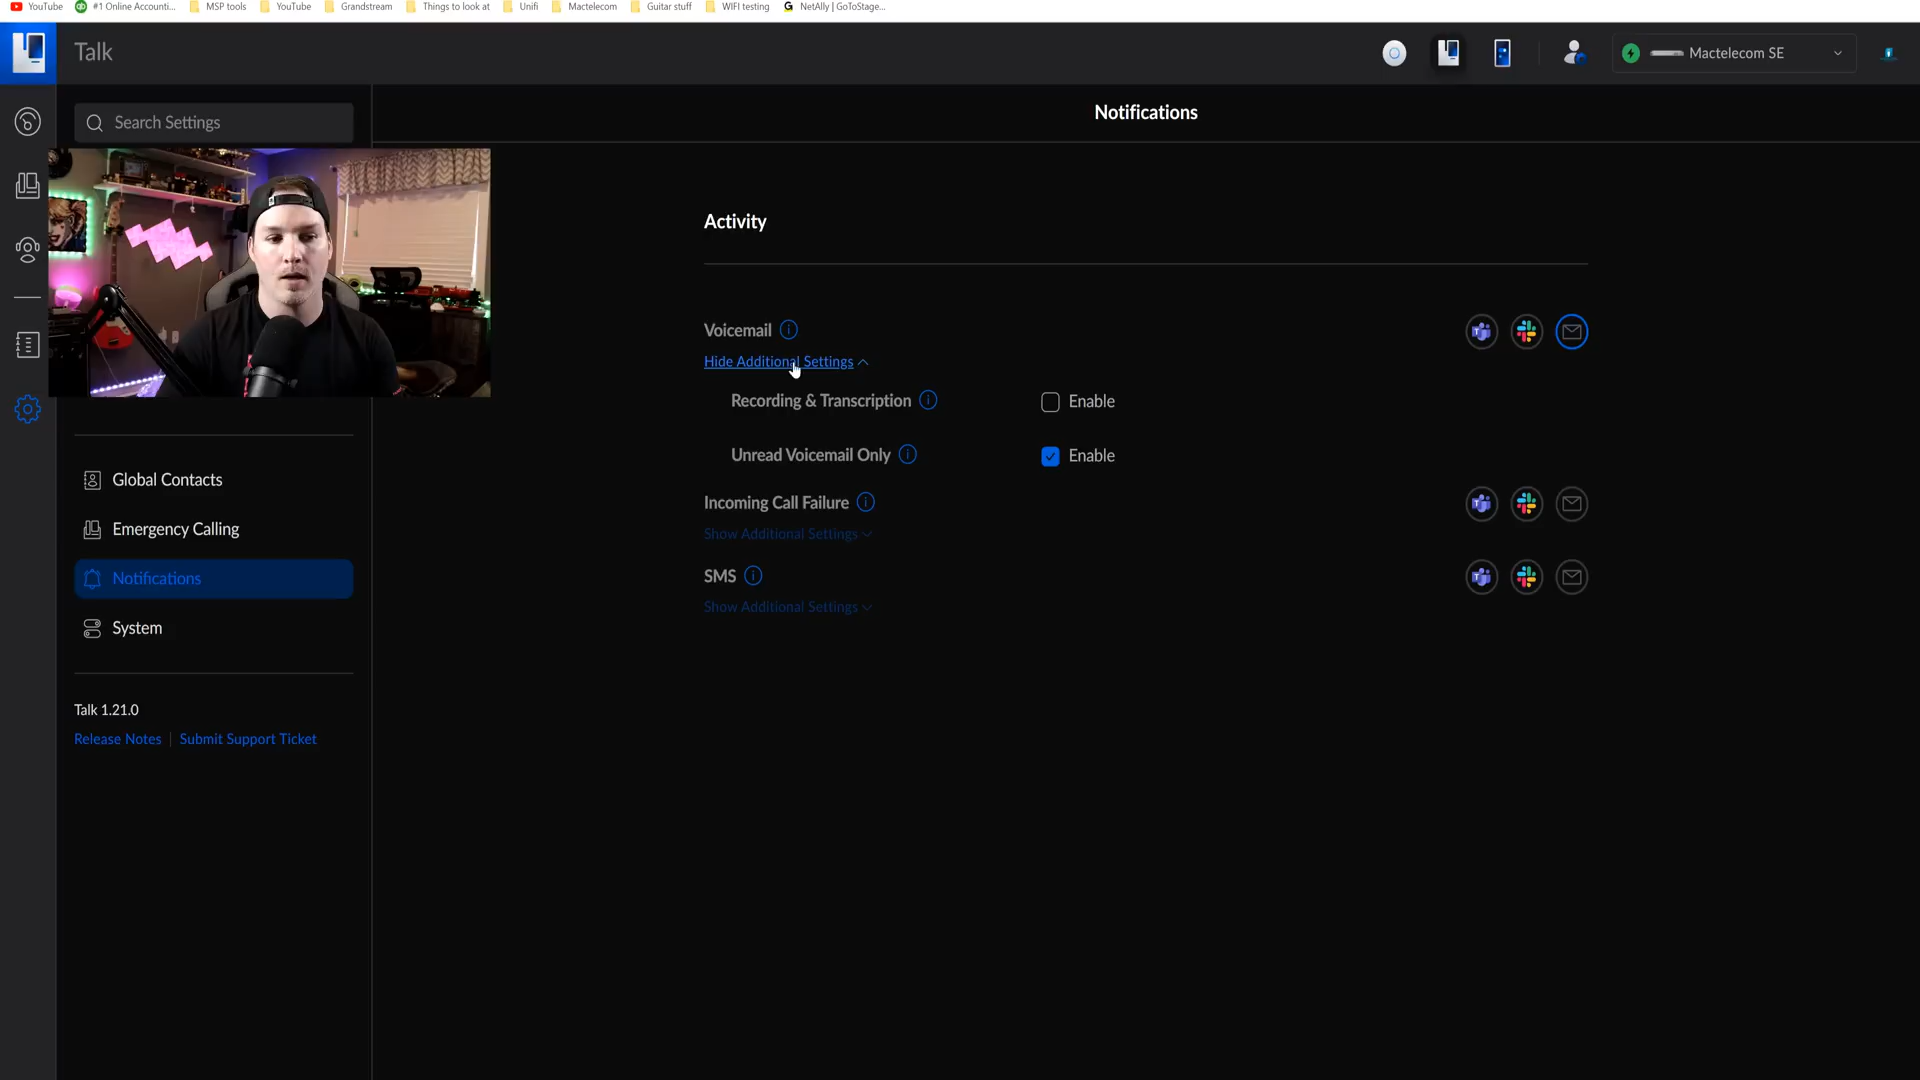 YouTube #1 Online Accounti... MSP tools YouTube Grandstream Things to look at Unifi Mactelecom Guitar stuff WIFI testing NetAlly | GoToStage...
Talk
Mactelecom SE
Search Settings
Notifications
Activity
Voicemail
Hide Additional Settings
Recording & Transcription
Enable
Unread Voicemail Only
Enable
Incoming Call Failure
Show Additional Settings
SMS
Show Additional Settings
Global Contacts
Emergency Calling
Notifications
System
Talk 1.21.0
Release Notes | Submit Support Ticket